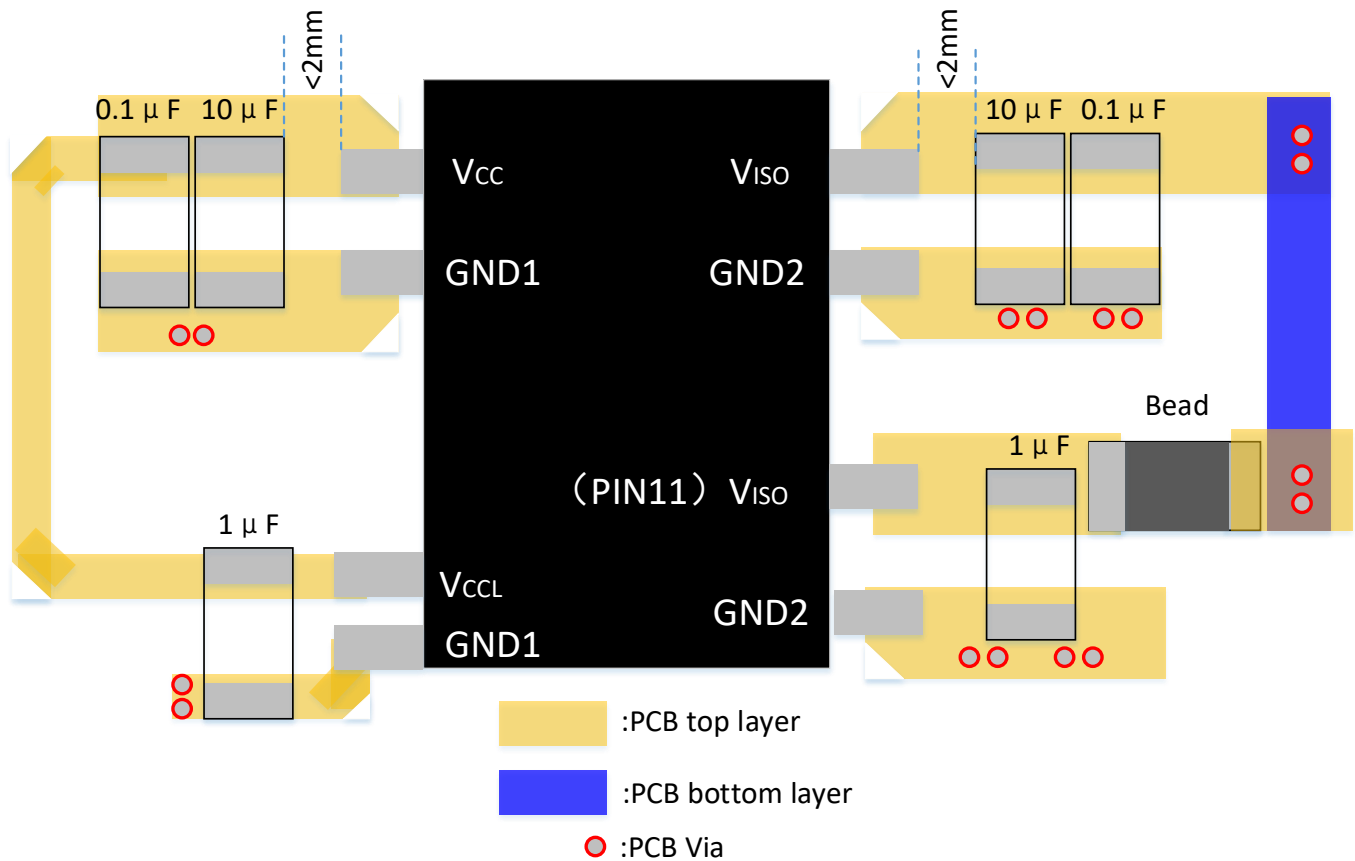 <2mm
<2mm
0.1 μ F
10 μ F
10 μ F
0.1 μ F
VCC
VISO
GND1
GND2
Bead
1 μ F
(PIN11) VISO
1 μ F
VCCL
GND2
GND1
:PCB top layer
:PCB bottom layer
:PCB Via